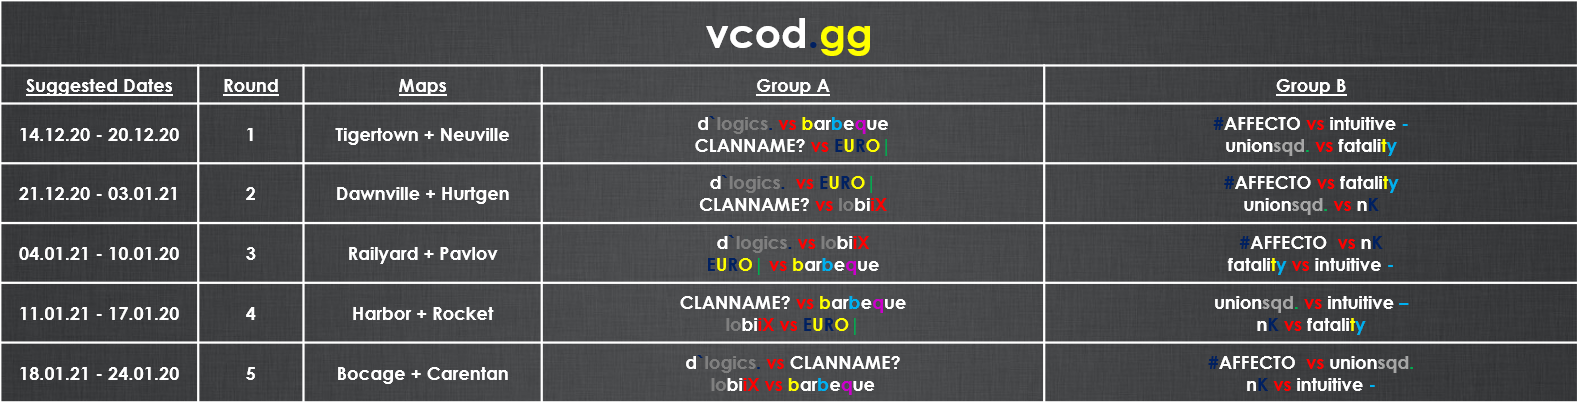 vcod.gg
Suggested Dates Round Maps Group A Group B
14.12.20 - 20.12.20 1 Tigertown + Neuville
d`logics. vs barbeque
CLANNAME? vs EURO|
#AFFECTO vs intuitive -
unionsqd. vs fatality
21.12.20 - 03.01.21 2 Dawnville + Hurtgen
d`logics. vs EURO|
CLANNAME? vs lobiiX
#AFFECTO vs fatality
unionsqd. vs nK
04.01.21 - 10.01.20 3 Railyard + Pavlov
d`logics. vs lobiiX
EURO| vs barbeque
#AFFECTO vs nK
fatality vs intuitive -
11.01.21 - 17.01.20 4 Harbor + Rocket
CLANNAME? vs barbeque
lobiiX vs EURO|
unionsqd. vs intuitive –
nK vs fatality
18.01.21 - 24.01.20 5 Bocage + Carentan
d`logics. vs CLANNAME?
lobiiX vs barbeque
#AFFECTO vs unionsqd.
nK vs intuitive -